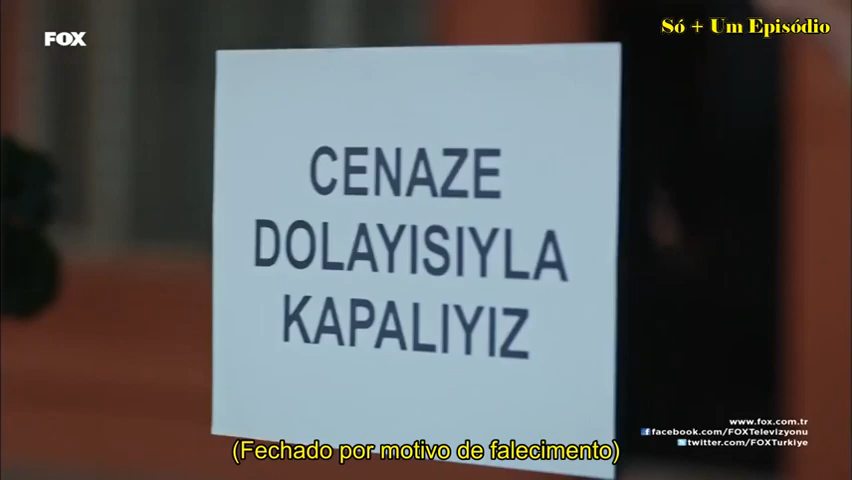 FOX
Só + Um Episódio
CENAZE
DOLAYISIYLA
KAPALIYIZ
www.fox.com.tr
facebook.com/FOXTelevizyonu
twitter.com/FOXTurkiye
(Fechado por motivo de falecimento)